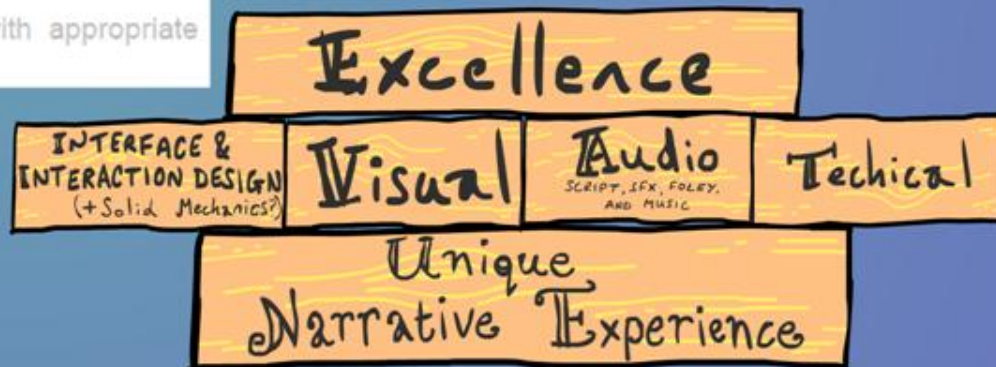 ith appropriate
Excellence
INTERFACE &
INTERACTION DESIGN
(+Solid Mechanics?)
Visual
Audio
SCRIPT, SFX, FOLEY,
AND MUSIC
Techical
Unique
Narrative Experience